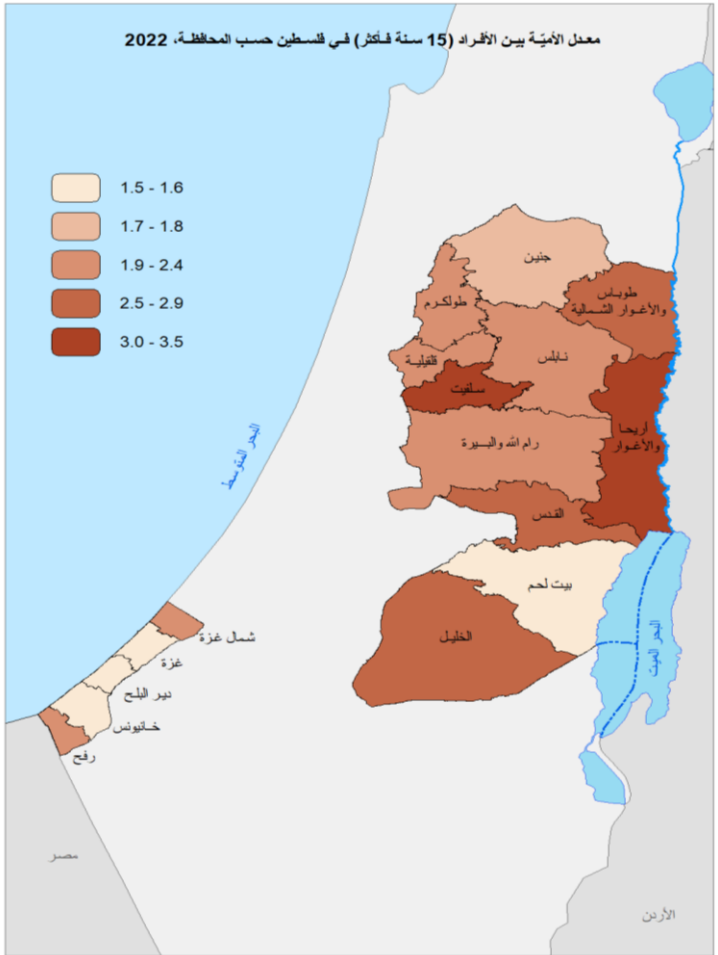 معدل الأميّة بين الأفراد (15 سنة فأكثر) في فلسطين حسب المحافظة، 2022
1.5 - 1.6
1.7 - 1.8
1.9 - 2.4
2.5 - 2.9
3.0 - 3.5
جنين
طوباس
والأغوار الشمالية
طولكرم
نابلس
قلقيلية
سلفيت
أريحا
والأغوار
رام الله والبيرة
القدس
بيت لحم
الخليل
البحر المتوسط
البحر الميت
شمال غزة
غزة
دير البلح
خانيونس
رفح
مصر
الأردن